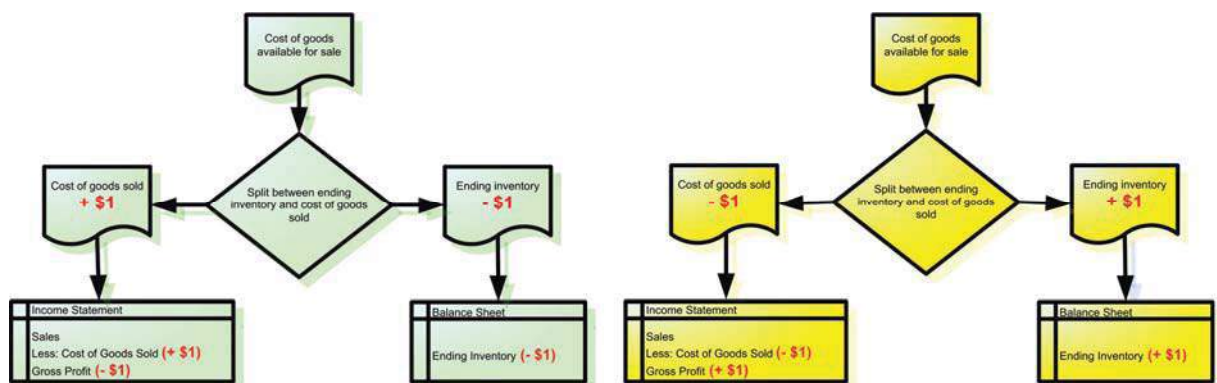 Cost of goods
available for sale
Split between ending
inventory and cost of goods
sold
Cost of goods sold
+ $1
Ending inventory
- $1
Income Statement
Sales
Less: Cost of Goods Sold (+ $1)
Gross Profit (- $1)
Balance Sheet
Ending Inventory (- $1)
Cost of goods
available for sale
Split between ending
inventory and cost of goods
sold
Cost of goods sold
- $1
Ending inventory
+ $1
Income Statement
Sales
Less: Cost of Goods Sold (- $1)
Gross Profit (+ $1)
Balance Sheet
Ending Inventory (+ $1)